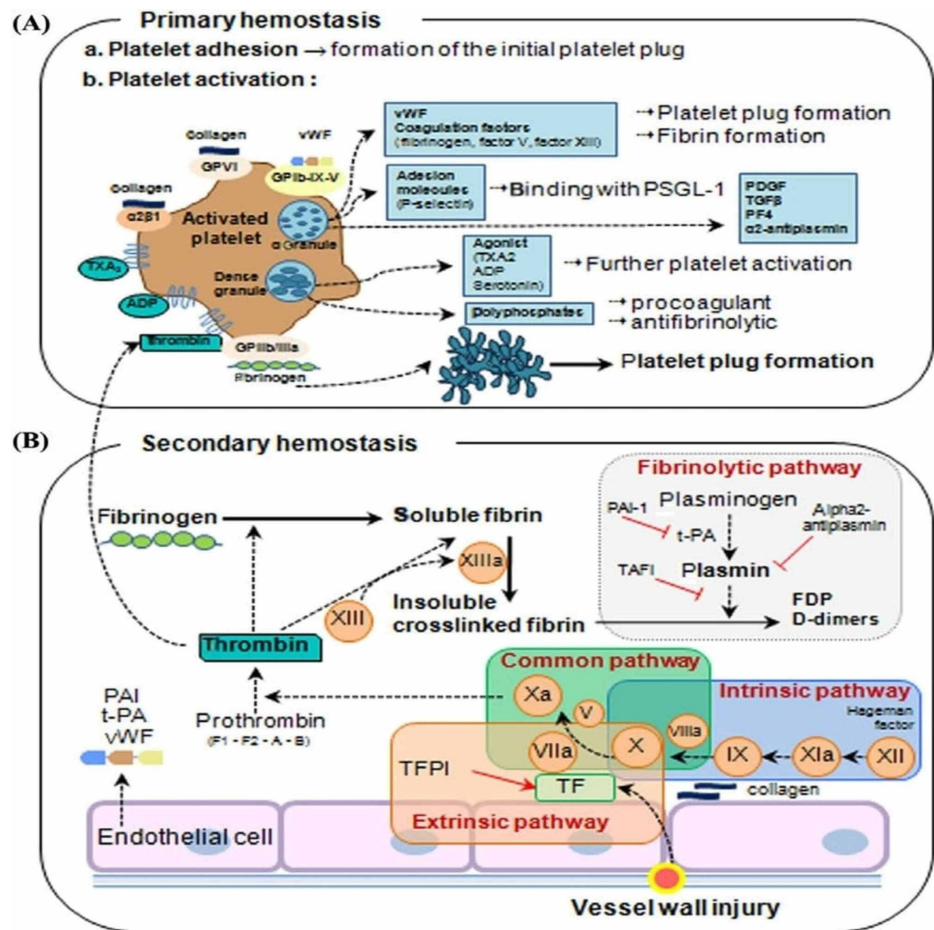 (A)
Primary hemostasis
a. Platelet adhesion → formation of the initial platelet plug
b. Platelet activation :
vWF
Coagulation factors
(fibrinogen, factor V, factor XIII)
⇢ Platelet plug formation
⇢ Fibrin formation
Collagen
GPVI
vWF
GPIb-IX-V
Collagen
α2β1
Activated
platelet
α Granule
Adesion
molecules
(P-selectin)
⇢ Binding with PSGL-1
PDGF
TGFβ
PF4
α2-antiplasmin
TXA₂
Dense
granule
Agonist
(TXA2
ADP
Serotonin)
⇢ Further platelet activation
ADP
polyphosphates
⇢ procoagulant
⇢ antifibrinolytic
Thrombin
GPIIb/IIIa
Fibrinogen
Platelet plug formation
(B)
Secondary hemostasis
Fibrinolytic pathway
PAI-1
Plasminogen
Alpha2-
antiplasmin
t-PA
TAFI
Plasmin
FDP
D-dimers
Fibrinogen
Soluble fibrin
XIIIa
XIII
Insoluble
crosslinked fibrin
Thrombin
Common pathway
Xa
V
Intrinsic pathway
Hageman
factor
PAI
t-PA
vWF
Prothrombin
(F1 - F2 - A - B)
VIIa
X
VIIIa
IX
XIa
XII
TFPI
TF
collagen
Extrinsic pathway
Endothelial cell
Vessel wall injury